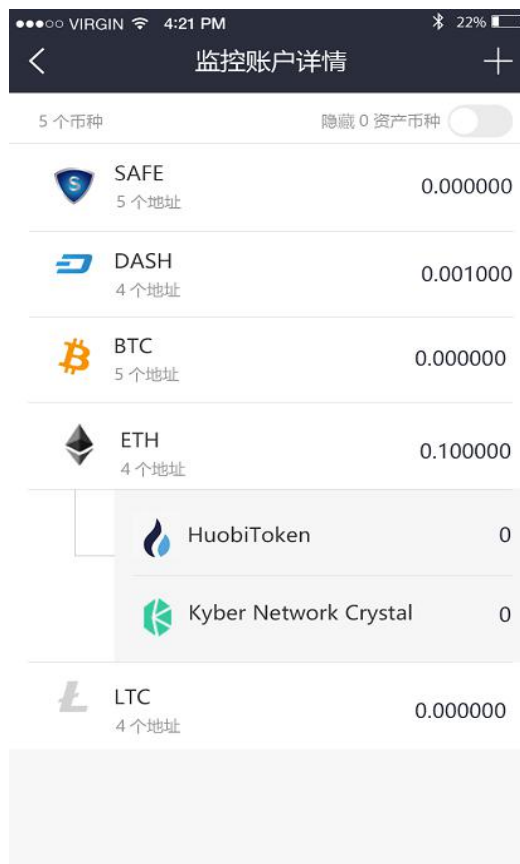 VIRGIN 4:21 PM 22%
监控账户详情
5 个币种 隐藏 0 资产币种
SAFE 0.000000
5 个地址
DASH 0.001000
4 个地址
BTC 0.000000
5 个地址
ETH 0.100000
4 个地址
HuobiToken 0
Kyber Network Crystal 0
LTC 0.000000
4 个地址